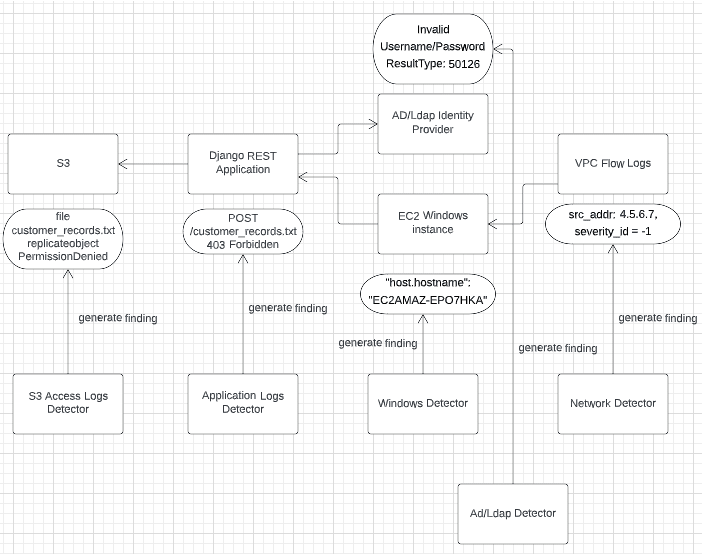 Invalid
Username/Password
ResultType: 50126
AD/Ldap Identity
Provider
S3
Django REST
Application
VPC Flow Logs
EC2 Windows
instance
file
customer_records.txt
replicateobject
PermissionDenied
POST
/customer_records.txt
403 Forbidden
src_addr: 4.5.6.7,
severity_id = -1
"host.hostname":
"EC2AMAZ-EPO7HKA"
generate finding
generate finding
generate finding
generate finding
generate finding
S3 Access Logs
Detector
Application Logs
Detector
Windows Detector
Network Detector
Ad/Ldap Detector